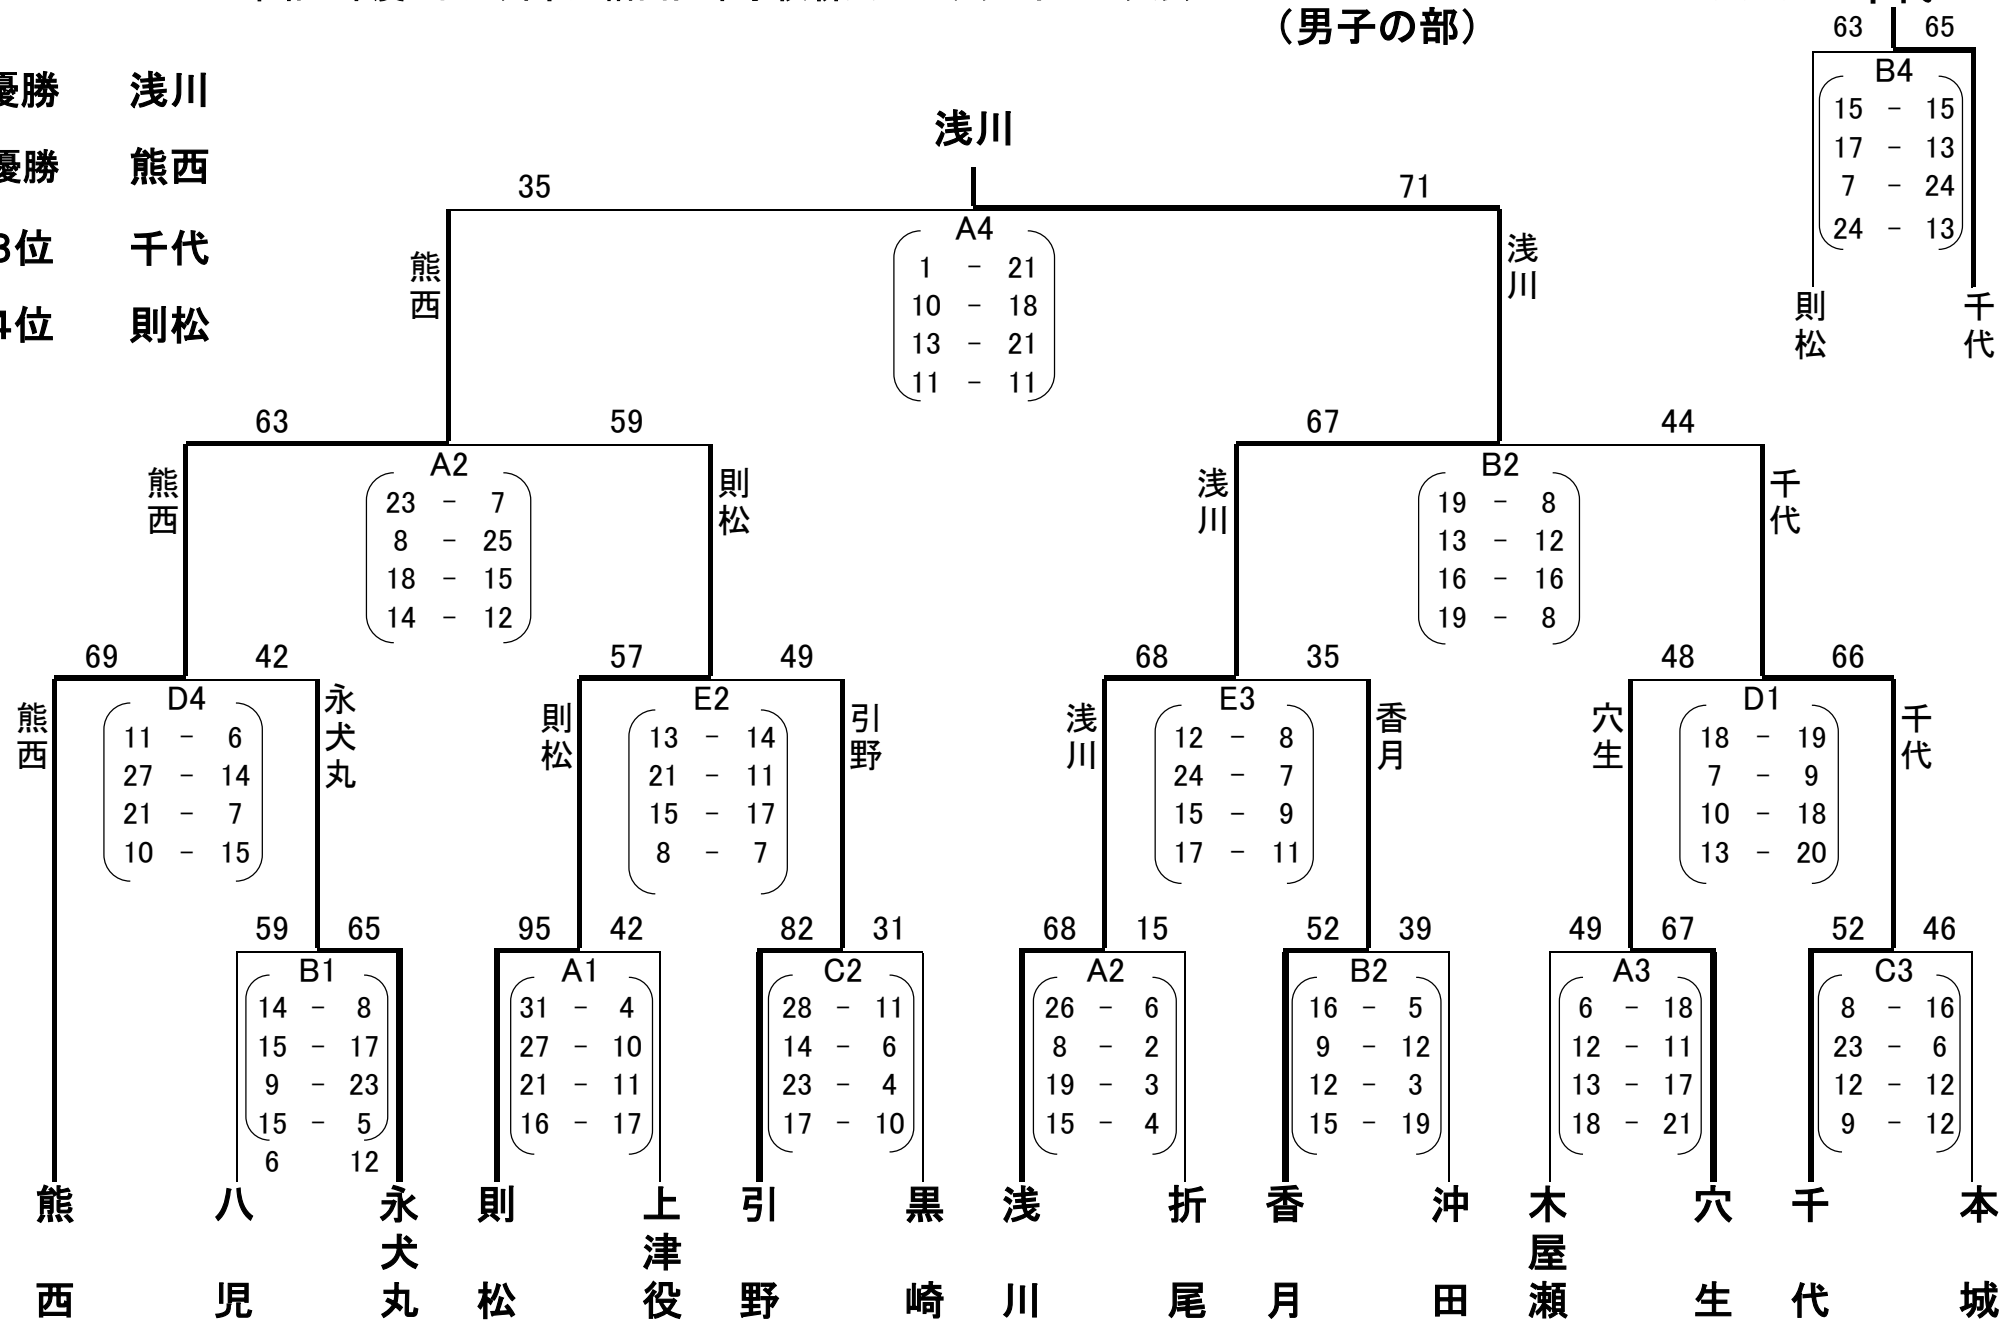 （男子の部）
63 65
B4
15 - 15
17 - 13
7 - 24
24 - 13
則松 千代
優勝 浅川
優勝 熊西
3位 千代
4位 則松
浅川
35 71
A4
1 - 21
10 - 18
13 - 21
11 - 11
熊西 浅川
63 59
A2
23 - 7
8 - 25
18 - 15
14 - 12
熊西 則松
67 44
B2
19 - 8
13 - 12
16 - 16
19 - 8
浅川 千代
69 42
D4
11 - 6
27 - 14
21 - 7
10 - 15
熊西 永犬丸
57 49
E2
13 - 14
21 - 11
15 - 17
8 - 7
則松 引野
68 35
E3
12 - 8
24 - 7
15 - 9
17 - 11
浅川 香月
48 66
D1
18 - 19
7 - 9
10 - 18
13 - 20
穴生 千代
59 65
B1
14 - 8
15 - 17
9 - 23
15 - 5
6 12
95 42
A1
31 - 4
27 - 10
21 - 11
16 - 17
82 31
C2
28 - 11
14 - 6
23 - 4
17 - 10
68 15
A2
26 - 6
8 - 2
19 - 3
15 - 4
52 39
B2
16 - 5
9 - 12
12 - 3
15 - 19
49 67
A3
6 - 18
12 - 11
13 - 17
18 - 21
52 46
C3
8 - 16
23 - 6
12 - 12
9 - 12
熊西
八児
永犬丸
則松
上津役
引野
黒崎
浅川
折尾
香月
沖田
木屋瀬
穴生
千代
本城